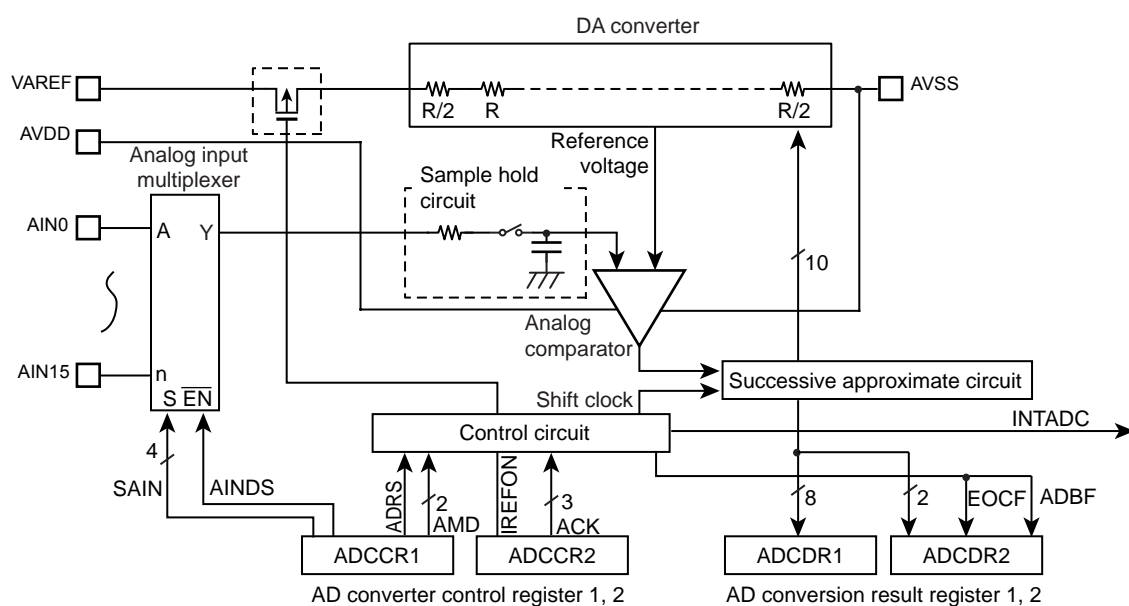 DA converter
VAREF
AVSS
R/2
R
R/2
AVDD
Reference
voltage
Analog input
multiplexer
Sample hold
circuit
AIN0
A
Y
10
Analog
comparator
AIN15
n
S
EN
Successive approximate circuit
Shift clock
INTADC
Control circuit
4
SAIN
AINDS
ADRS
2
AMD
IREFON
3
ACK
8
2
EOCF
ADBF
ADCCR1
ADCCR2
ADCDR1
ADCDR2
AD converter control register 1, 2
AD conversion result register 1, 2